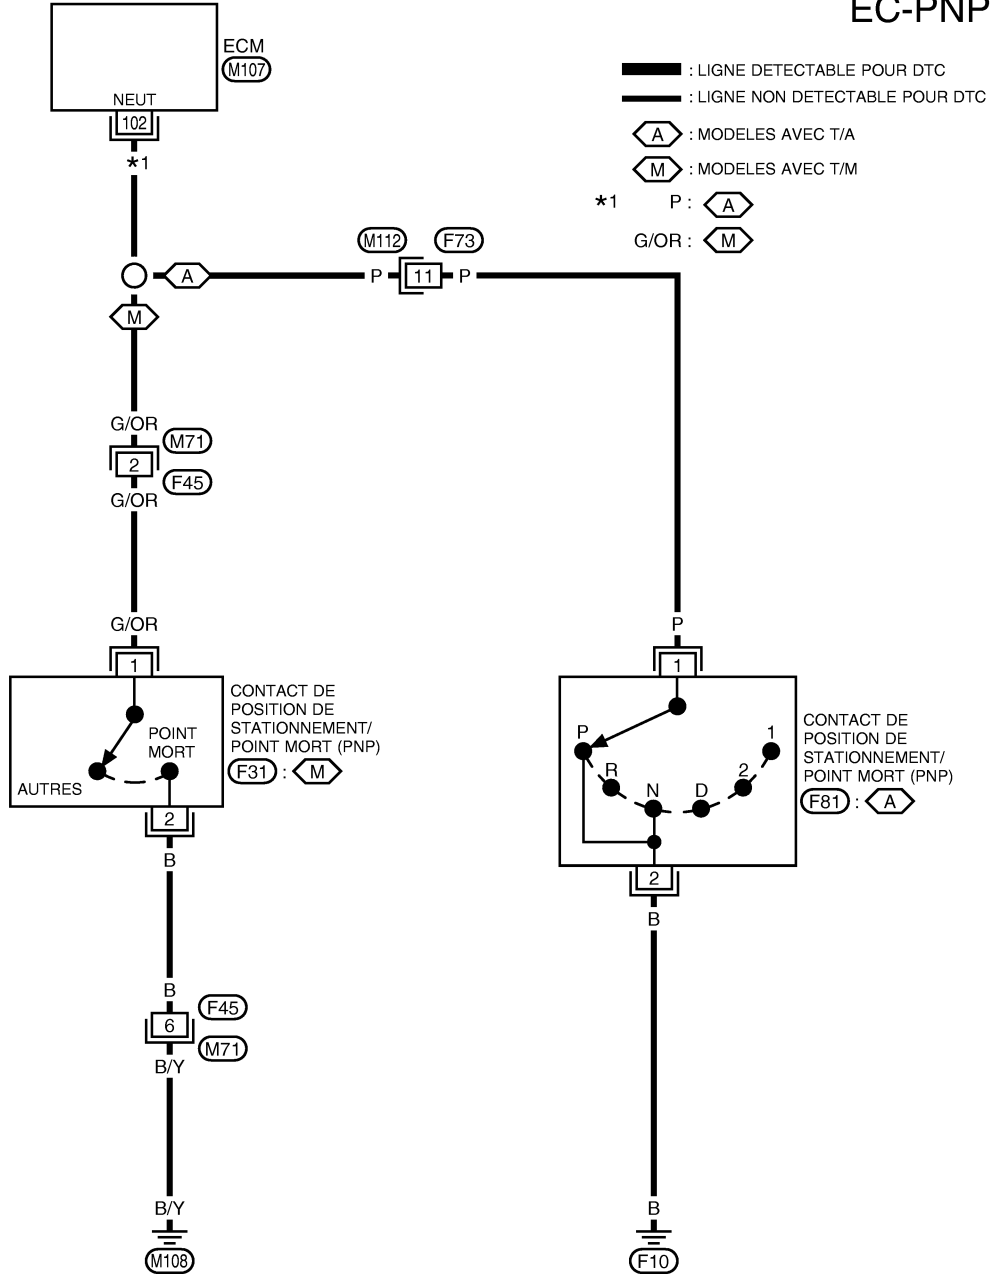 EC-PNP
ECM
M107
NEUT
102
*1
: LIGNE DETECTABLE POUR DTC
: LIGNE NON DETECTABLE POUR DTC
A : MODELES AVEC T/A
M : MODELES AVEC T/M
*1 P : A
G/OR : M
M112 F73
A P 11 P
M
G/OR
M71
2
F45
G/OR
G/OR
1
CONTACT DE
POSITION DE
STATIONNEMENT/
POINT MORT (PNP)
F31 : M
POINT
MORT
AUTRES
2
B
B
F45
6
M71
B/Y
B/Y
M108
P
1
P
R
N
D
2
1
CONTACT DE
POSITION DE
STATIONNEMENT/
POINT MORT (PNP)
F81 : A
2
B
B
F10